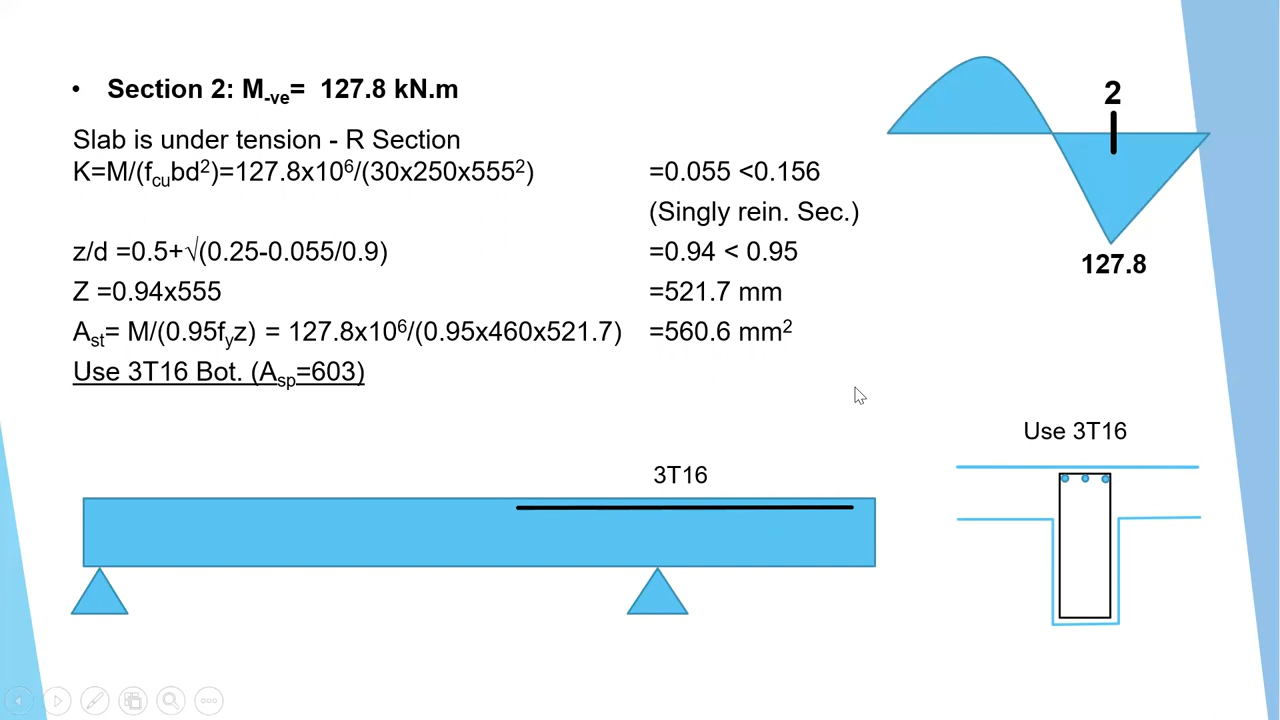 • Section 2: M-ve= 127.8 kN.m
Slab is under tension - R Section
K=M/(fcubd²)=127.8x10⁶/(30x250x555²) =0.055 <0.156
(Singly rein. Sec.)
z/d =0.5+√(0.25-0.055/0.9) =0.94 < 0.95
Z =0.94x555 =521.7 mm
Ast= M/(0.95fyz) = 127.8x10⁶/(0.95x460x521.7) =560.6 mm²
Use 3T16 Bot. (Asp=603)
2
127.8
3T16
Use 3T16